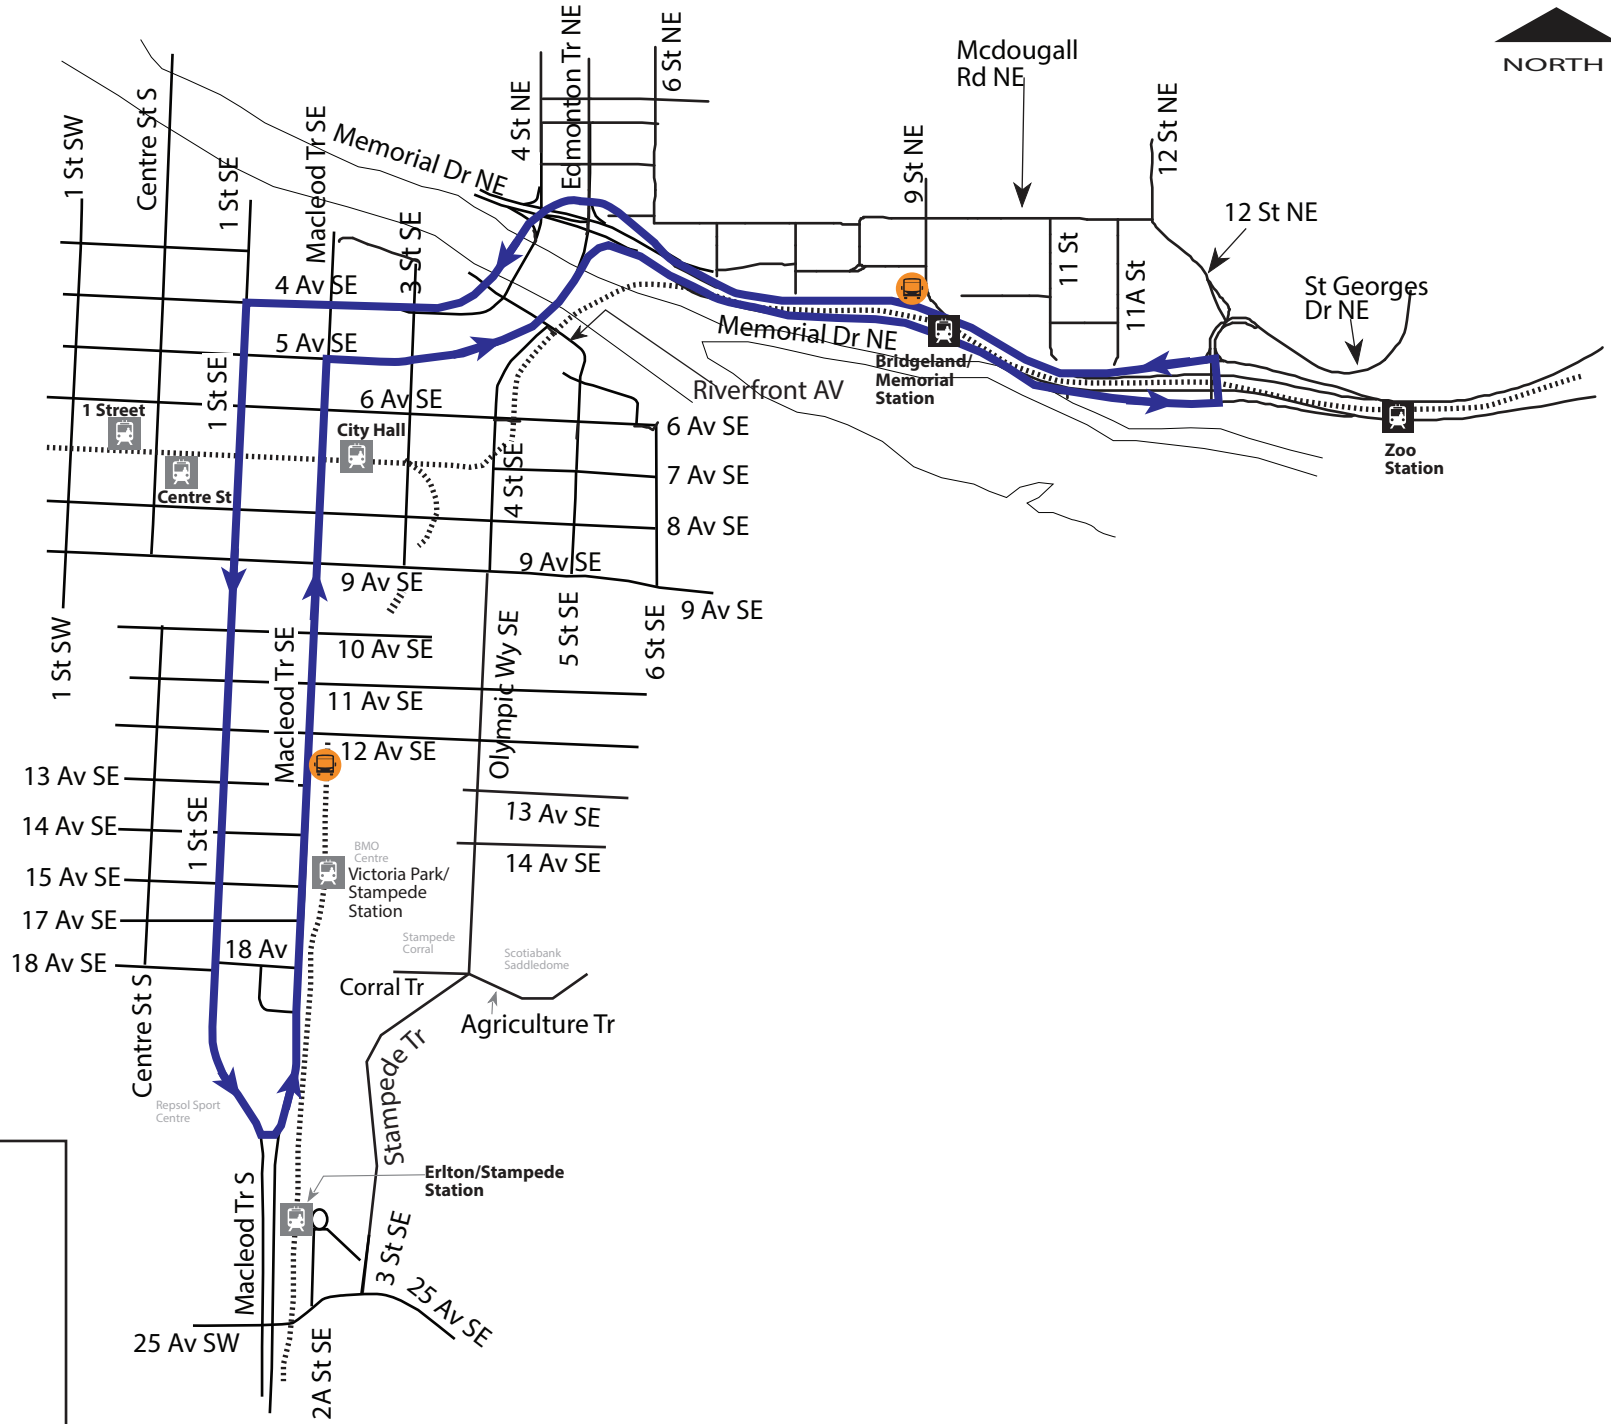 NORTH
Mcdougall
Rd NE
6 St NE
Edmonton Tr NE
4 St NE
12 St NE
9 St NE
1 St SW
Centre St S
1 St SE
Macleod Tr SE
Memorial Dr NE
3 St SE
12 St NE
11 St
11A St
St Georges
Dr NE
4 Av SE
5 Av SE
Memorial Dr NE
Bridgeland/
Memorial
Station
Riverfront AV
1 St SE
6 Av SE
1 Street
City Hall
6 Av SE
Centre St
4 St SE
7 Av SE
Zoo
Station
8 Av SE
9 Av SE
9 Av SE
9 Av SE
1 St SW
Macleod Tr SE
10 Av SE
Olympic Wy SE
5 St SE
6 St SE
11 Av SE
12 Av SE
13 Av SE
13 Av SE
14 Av SE
1 St SE
BMO
Centre
14 Av SE
15 Av SE
Victoria Park/
Stampede
Station
17 Av SE
18 Av
Stampede
Corral
Scotiabank
Saddledome
18 Av SE
Corral Tr
Centre St S
Agriculture Tr
Stampede Tr
Repsol Sport
Centre
Erlton/Stampede
Station
Macleod Tr S
3 St SE
25 Av SE
25 Av SW
2A St SE